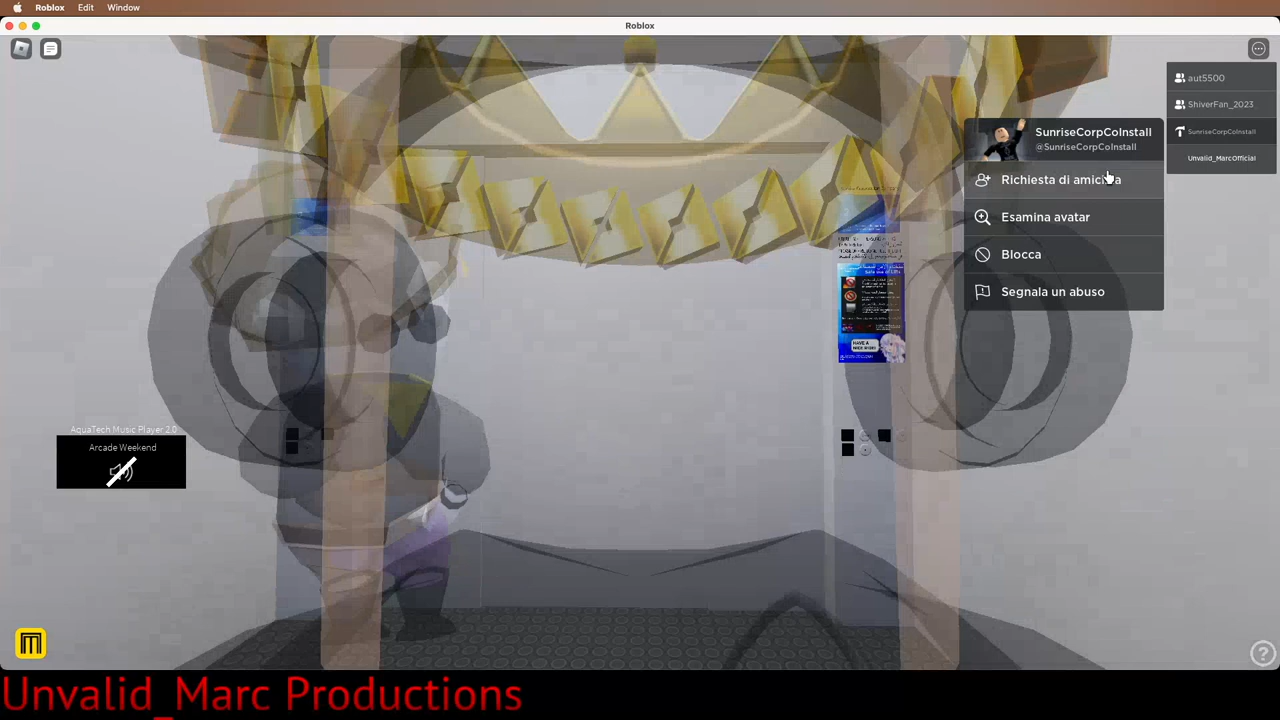 Roblox Edit Window
Roblox
aut5500
ShiverFan_2023
SunriseCorpCoInstall
Unvalid_MarcOfficial
SunriseCorpCoInstall
@SunriseCorpCoInstall
Richiesta di amicizia
Esamina avatar
Blocca
Segnala un abuso
HAVE A
AquaTech Music Player 2.0
Arcade Weekend
Unvalid_Marc Productions